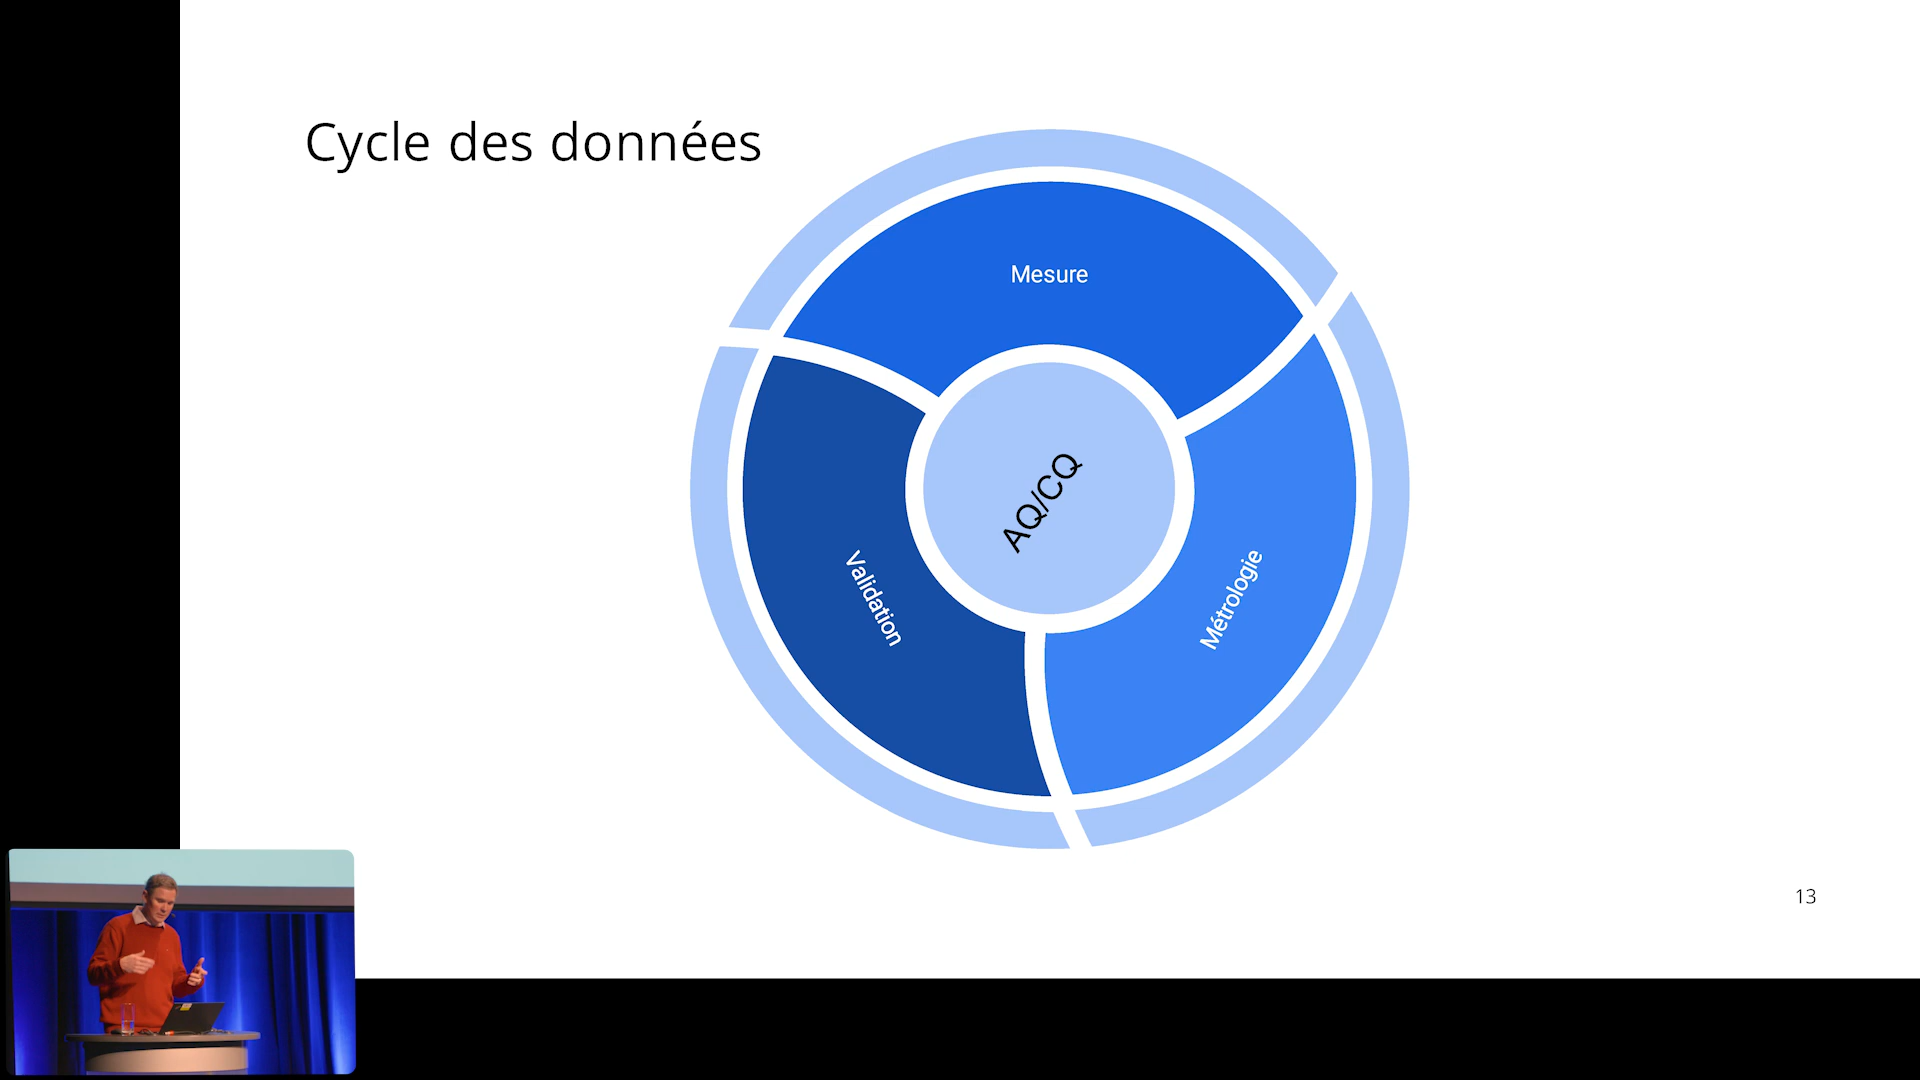 Cycle des données
Mesure
AQ/CQ
Validation
Métrologie
13